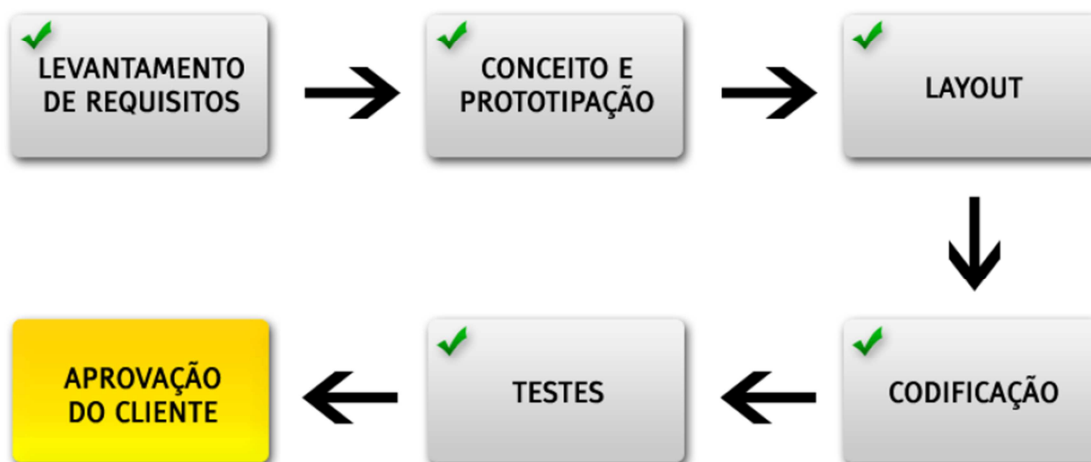 LEVANTAMENTO
DE REQUISITOS
CONCEITO E
PROTOTIPAÇÃO
LAYOUT
CODIFICAÇÃO
TESTES
APROVAÇÃO
DO CLIENTE